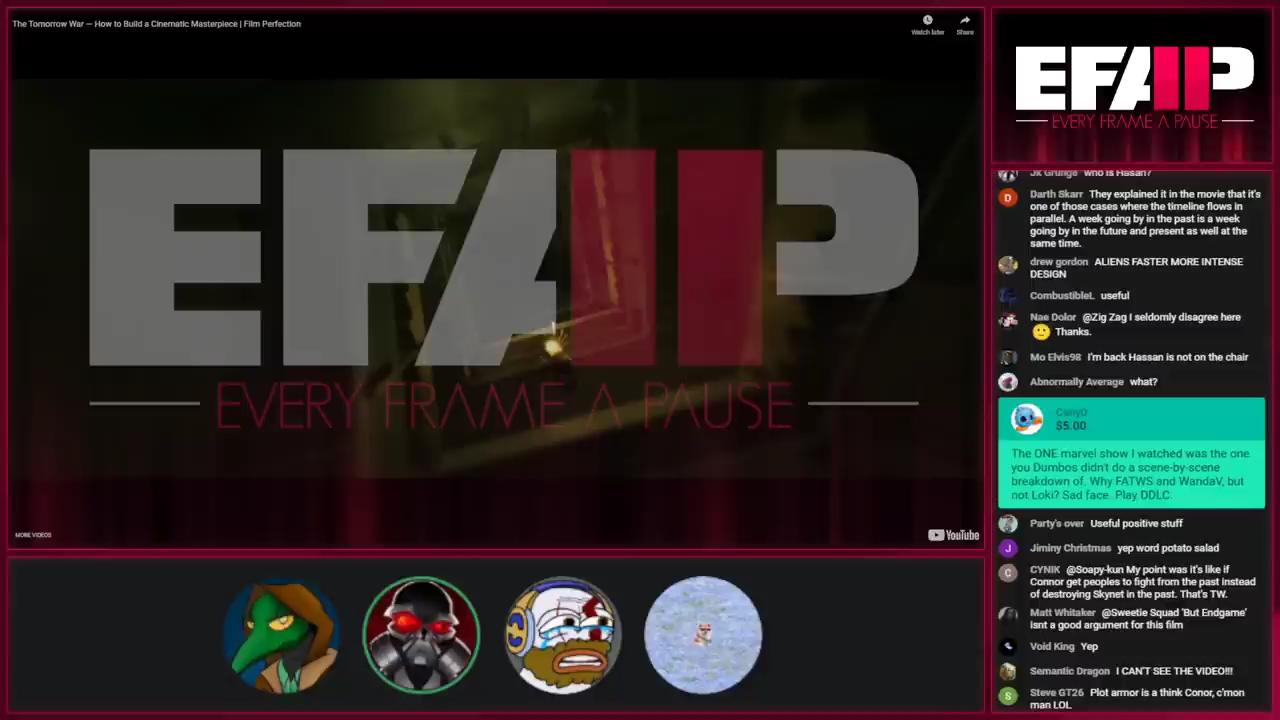 The Tomorrow War – How to Build a Cinematic Masterpiece | Film Perfection
Watch later
Share
EFAP
EVERY FRAME A PAUSE
MORE VIDEOS
YouTube
EFAP
EVERY FRAME A PAUSE
Jk Grunge who is Hasan?
Darth Skarr They explained it in the movie that it's
one of those cases where the timeline flows in
parallel. A week going by in the past is a week
going by in the future and present as well at the
same time.
drew gordon ALIENS FASTER MORE INTENSE
DESIGN
CombustibleL useful
Nae Dolor @Zig Zag I seldomly disagree here
🙂 Thanks.
Mo Elvis98 I'm back Hassan is not on the chair
Abnormally Average what?
$5.00
The ONE marvel show I watched was the one
you Dumbos didn't do a scene-by-scene
breakdown of. Why FATWS and WandaV, but
not Loki? Sad face. Play DDLC.
Party's over Useful positive stuff
J
Jiminy Christmas yep word potato salad
C
CYNIK @Soapy-kun My point was it's like if
Connor get peoples to fight from the past instead
of destroying Skynet in the past. That's TW.
Matt Whitaker @Sweetie Squad 'But Endgame'
isnt a good argument for this film
Void King Yep
Semantic Dragon I CAN'T SEE THE VIDEO!!!
S
Steve GT26 Plot armor is a think Conor, c'mon
man LOL.
D